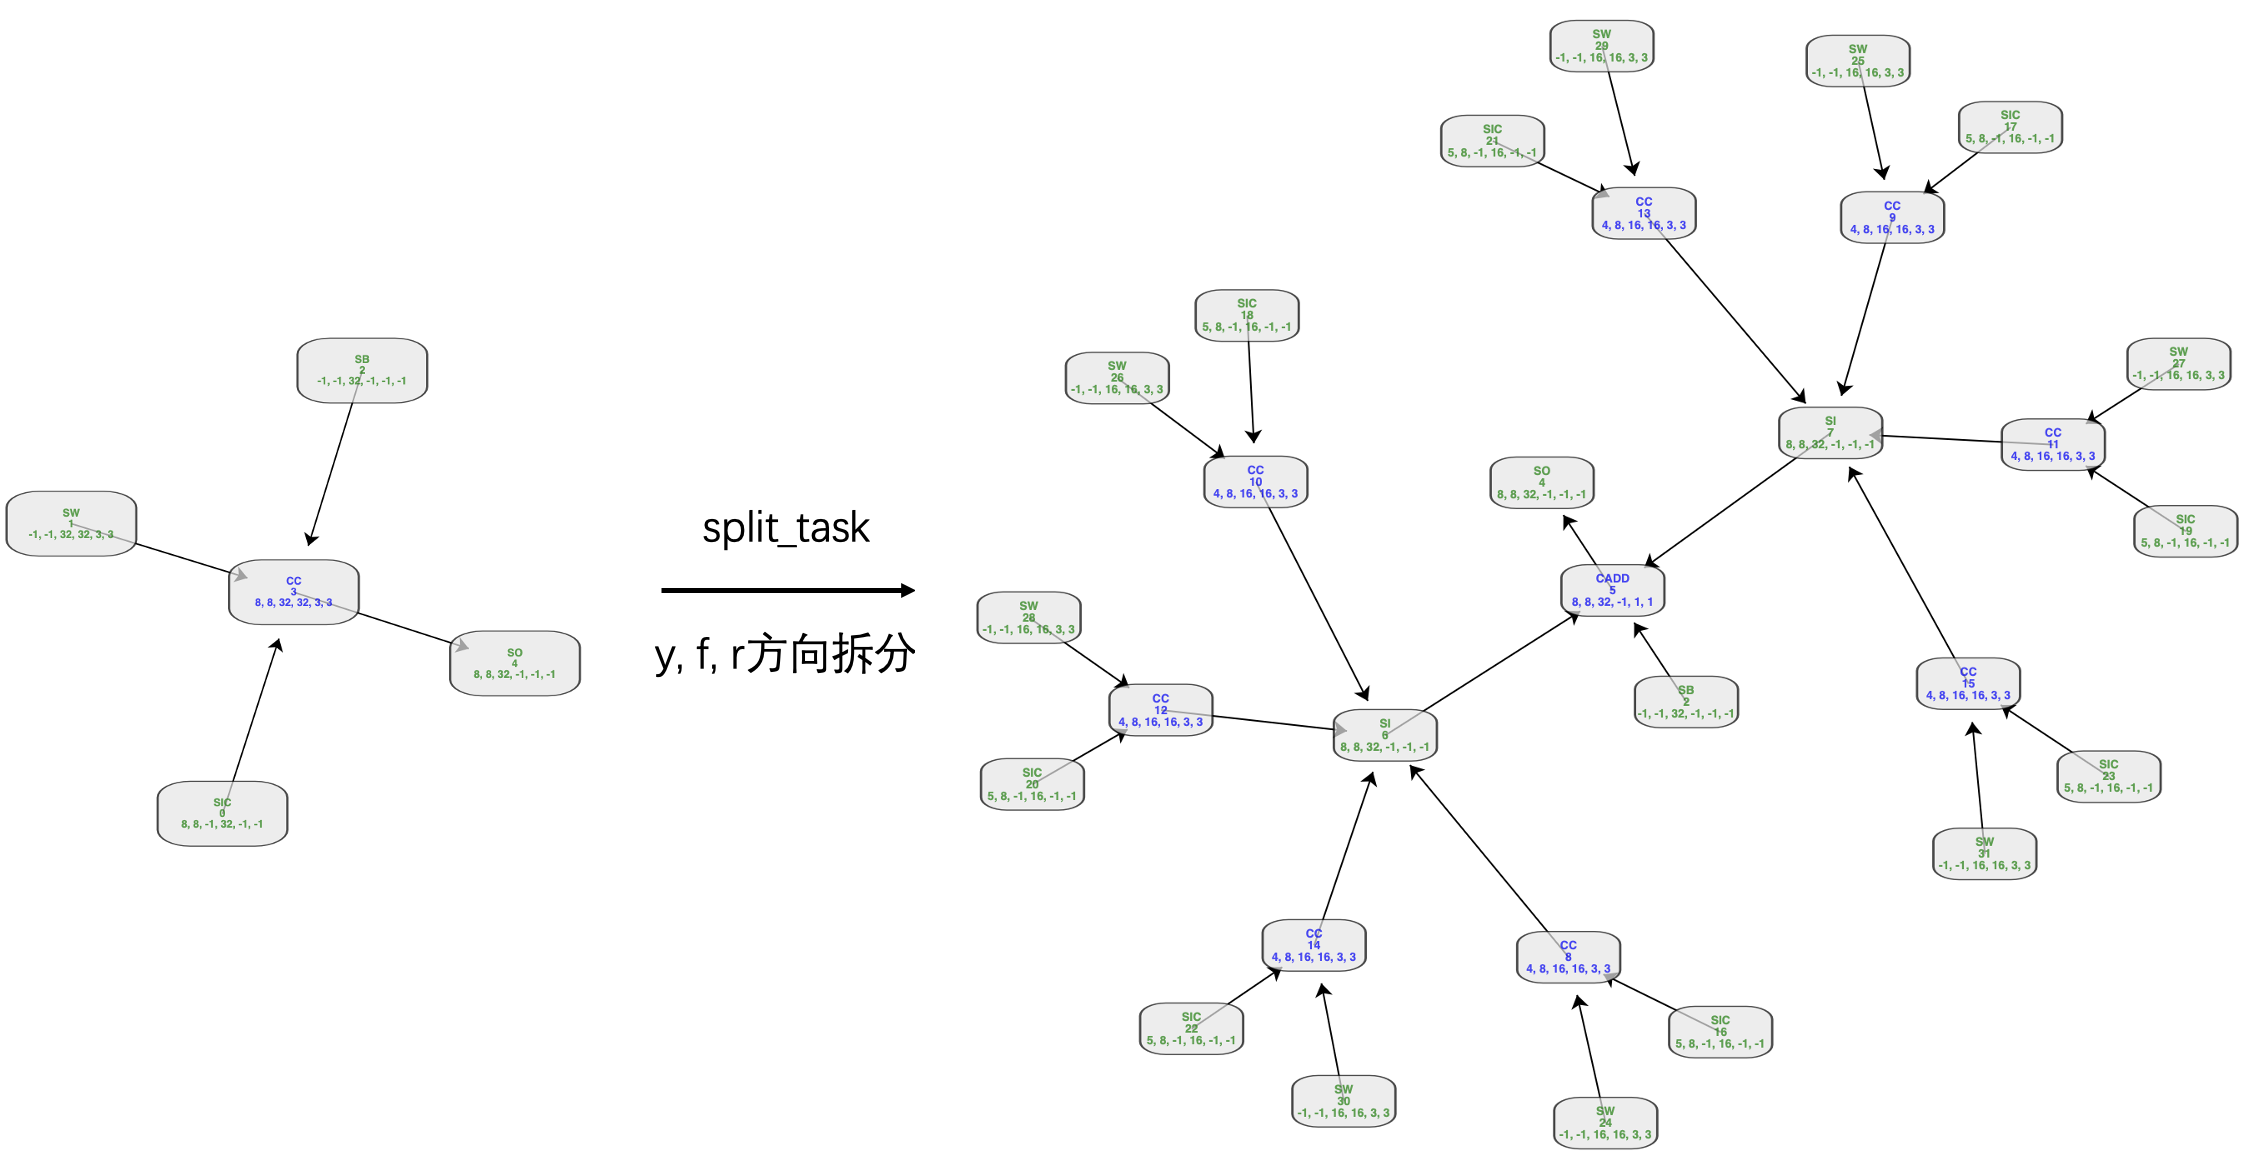 SB
2
-1, -1, 32, -1, -1, -1
SW
1
-1, -1, 32, 32, 3, 3
CC
3
8, 8, 32, 32, 3, 3
SO
4
8, 8, 32, -1, -1, -1
SIC
0
8, 8, -1, 32, -1, -1
split_task
y, f, r方向拆分
SW
29
-1, -1, 16, 16, 3, 3
SW
25
-1, -1, 16, 16, 3, 3
SIC
21
5, 8, -1, 16, -1, -1
SIC
17
5, 8, -1, 16, -1, -1
CC
13
4, 8, 16, 16, 3, 3
CC
9
4, 8, 16, 16, 3, 3
SIC
18
5, 8, -1, 16, -1, -1
SW
26
-1, -1, 16, 16, 3, 3
SW
27
-1, -1, 16, 16, 3, 3
SI
7
8, 8, 32, -1, -1, -1
CC
11
4, 8, 16, 16, 3, 3
CC
10
4, 8, 16, 16, 3, 3
SO
4
8, 8, 32, -1, -1, -1
SIC
19
5, 8, -1, 16, -1, -1
CADD
5
8, 8, 32, -1, 1, 1
SW
28
-1, -1, 16, 16, 3, 3
CC
12
4, 8, 16, 16, 3, 3
SB
2
-1, -1, 32, -1, -1, -1
CC
15
4, 8, 16, 16, 3, 3
SI
6
8, 8, 32, -1, -1, -1
SIC
20
5, 8, -1, 16, -1, -1
SIC
23
5, 8, -1, 16, -1, -1
SW
31
-1, -1, 16, 16, 3, 3
CC
14
4, 8, 16, 16, 3, 3
CC
8
4, 8, 16, 16, 3, 3
SIC
22
5, 8, -1, 16, -1, -1
SIC
16
5, 8, -1, 16, -1, -1
SW
30
-1, -1, 16, 16, 3, 3
SW
24
-1, -1, 16, 16, 3, 3